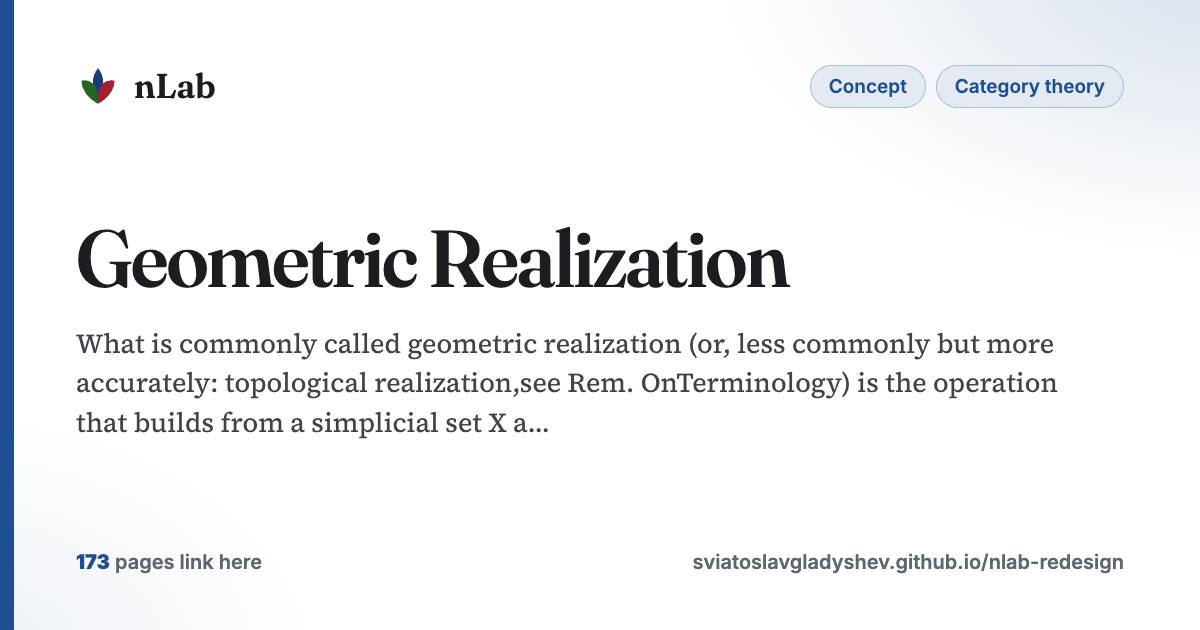 nLab
Concept
Category theory
Geometric Realization
What is commonly called geometric realization (or, less commonly but more
accurately: topological realization,see Rem. OnTerminology) is the operation
that builds from a simplicial set X a...
173 pages link here
sviatoslavgladyshev.github.io/nlab-redesign